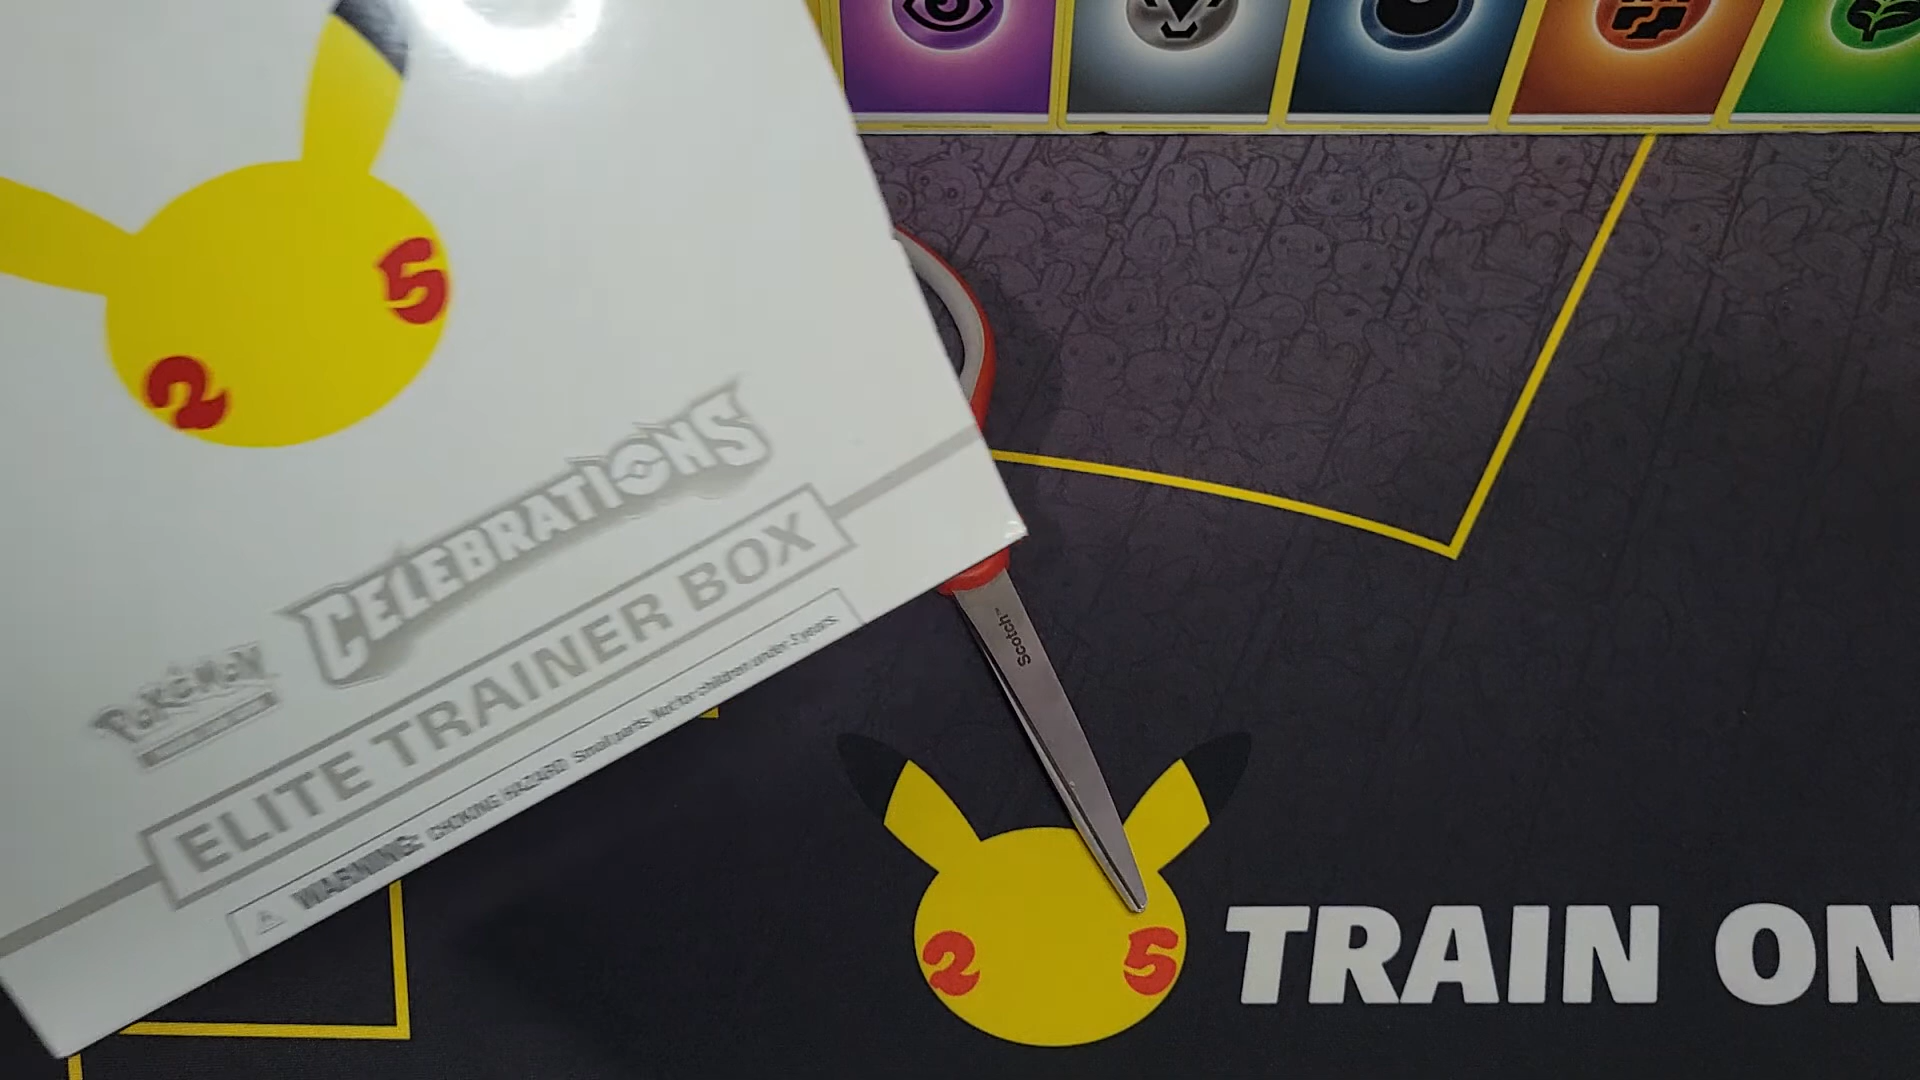 25
Pokémon
CELEBRATIONS
ELITE TRAINER BOX
WARNING: CHOKING HAZARD Small parts. Not for children under 3 years.
Scotch™
25
TRAIN ON